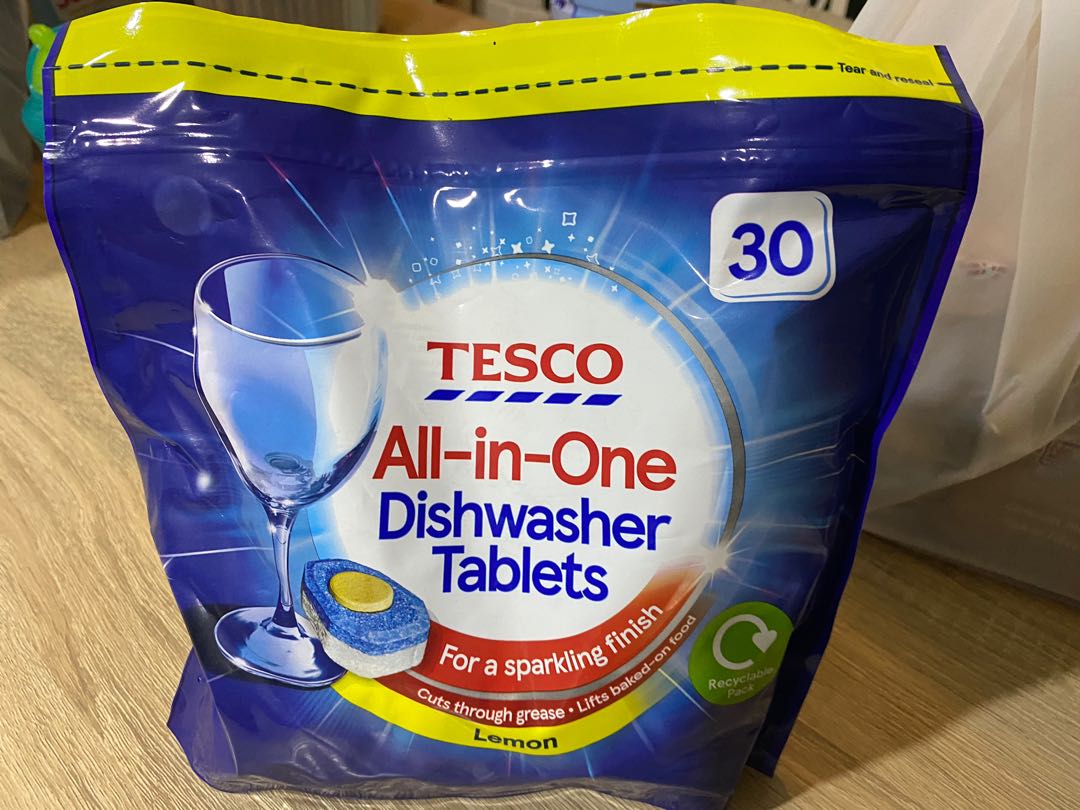 Tear and reseal
30
TESCO
All-in-One
Dishwasher
Tablets
For a sparkling finish
Cuts through grease • Lifts baked-on food
Lemon
Recyclable
Pack